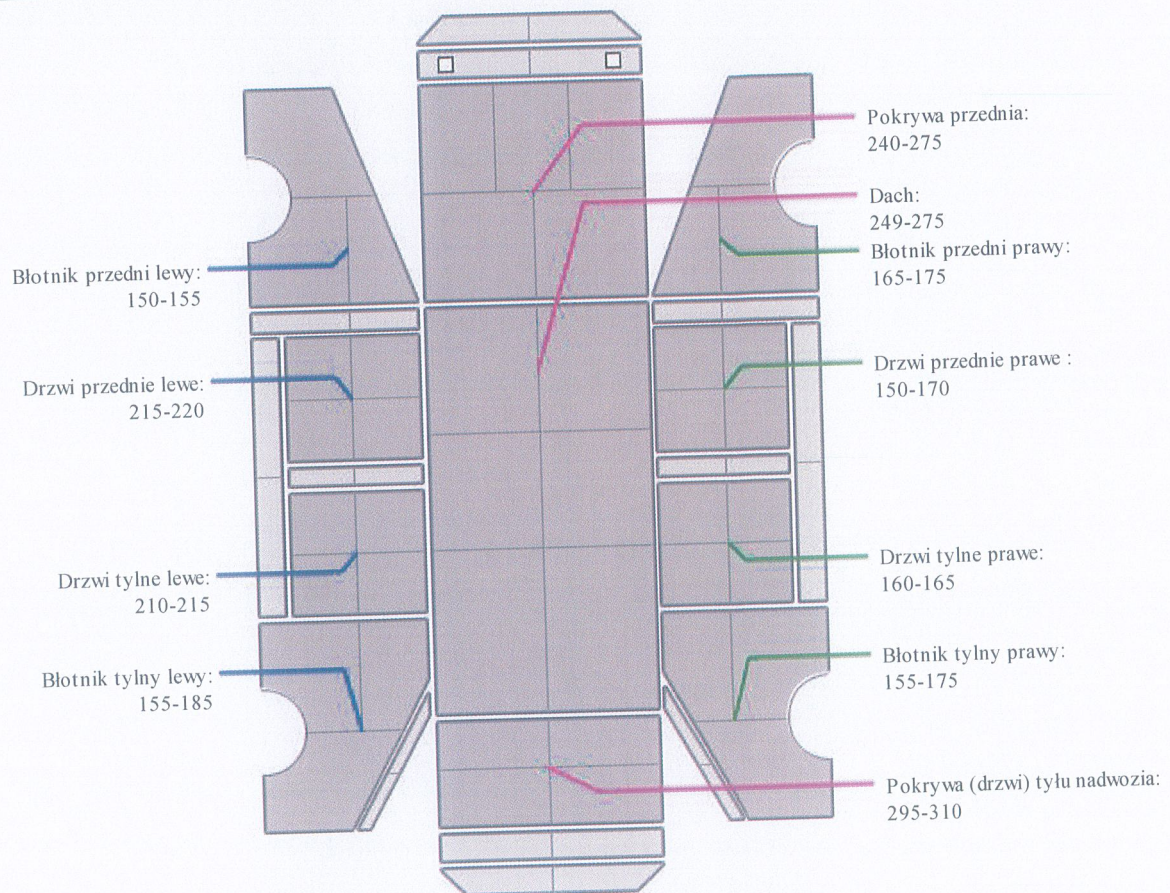 Pokrywa przednia:
240-275
Dach:
249-275
Błotnik przedni prawy:
165-175
Błotnik przedni lewy:
150-155
Drzwi przednie prawe :
150-170
Drzwi przednie lewe:
215-220
Drzwi tylne prawe:
160-165
Drzwi tylne lewe:
210-215
Błotnik tylny prawy:
155-175
Błotnik tylny lewy:
155-185
Pokrywa (drzwi) tyłu nadwozia:
295-310